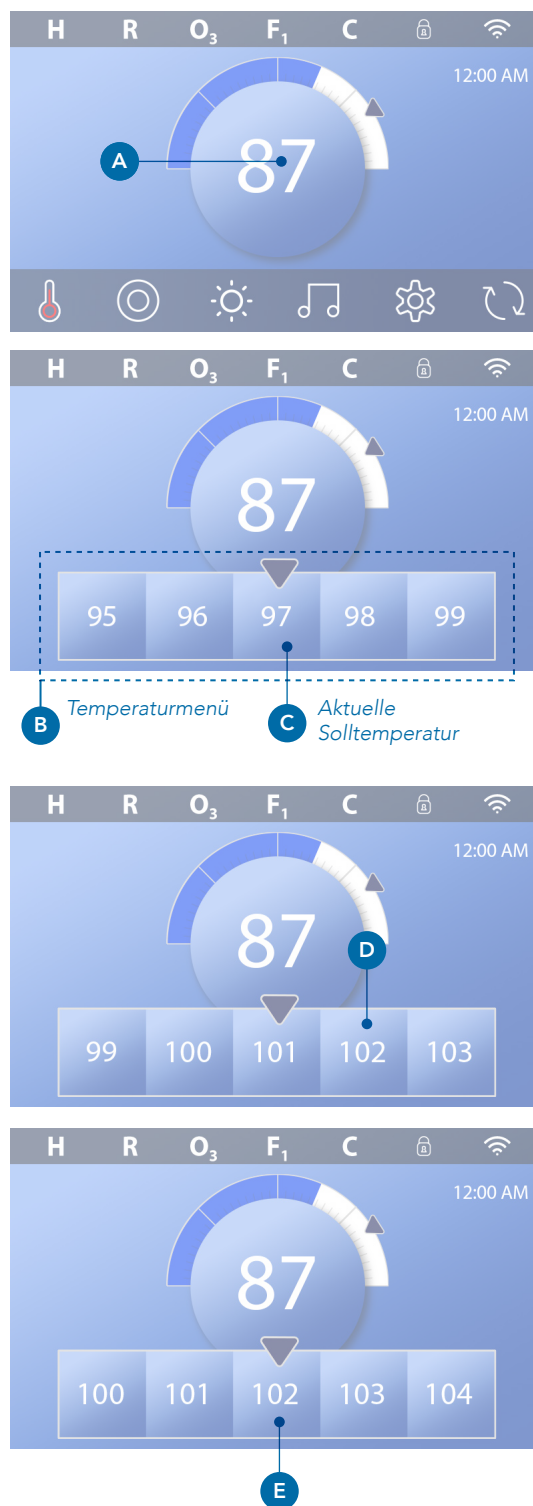 H R O3 F1 C
12:00 AM
A
87
H R O3 F1 C
12:00 AM
87
95 96 97 98 99
B Temperaturmenü
C Aktuelle
Solltemperatur
H R O3 F1 C
12:00 AM
87
D
99 100 101 102 103
H R O3 F1 C
12:00 AM
87
100 101 102 103 104
E